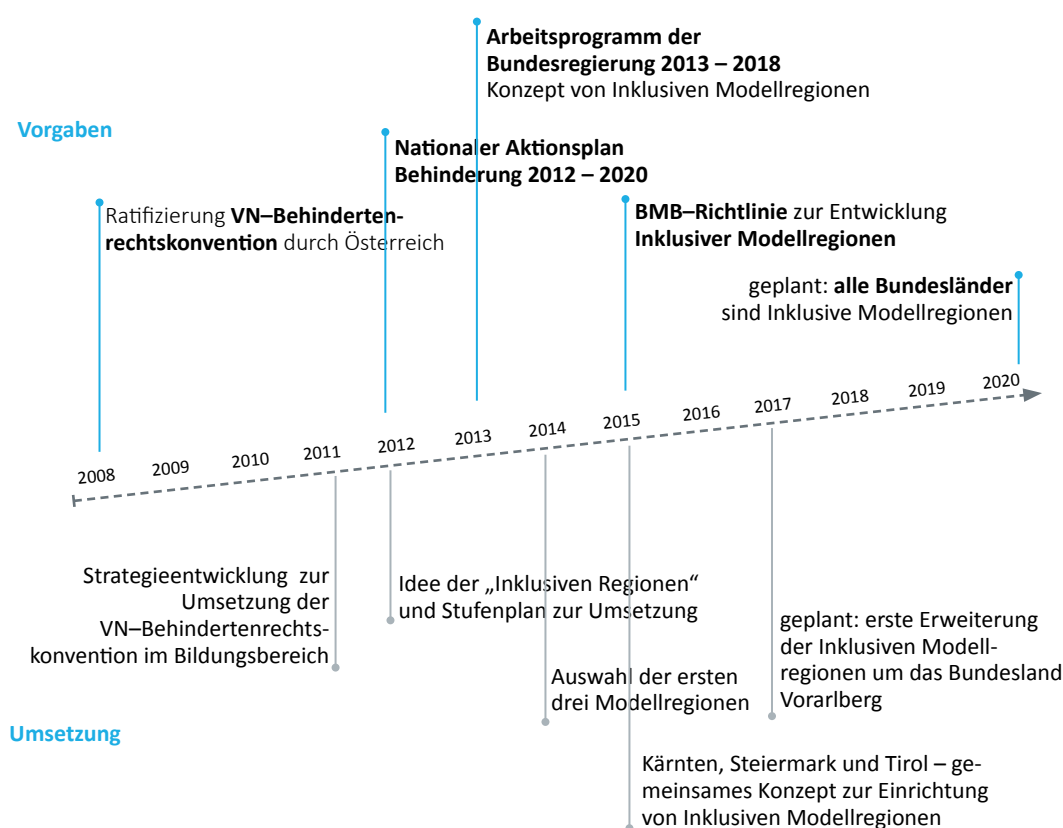 Arbeitsprogramm der
Bundesregierung 2013 – 2018
Konzept von Inklusiven Modellregionen
Vorgaben
Nationaler Aktionsplan
Behinderung 2012 – 2020
Ratifizierung VN–Behinderten-
rechtskonvention durch Österreich
BMB–Richtlinie zur Entwicklung
Inklusiver Modellregionen
geplant: alle Bundesländer
sind Inklusive Modellregionen
2008 2009 2010 2011 2012 2013 2014 2015 2016 2017 2018 2019 2020
Strategieentwicklung zur
Umsetzung der
VN–Behindertenrechts-
konvention im Bildungsbereich
Idee der „Inklusiven Regionen“
und Stufenplan zur Umsetzung
Auswahl der ersten
drei Modellregionen
geplant: erste Erweiterung
der Inklusiven Modell-
regionen um das Bundesland
Vorarlberg
Umsetzung
Kärnten, Steiermark und Tirol – ge-
meinsames Konzept zur Einrichtung
von Inklusiven Modellregionen